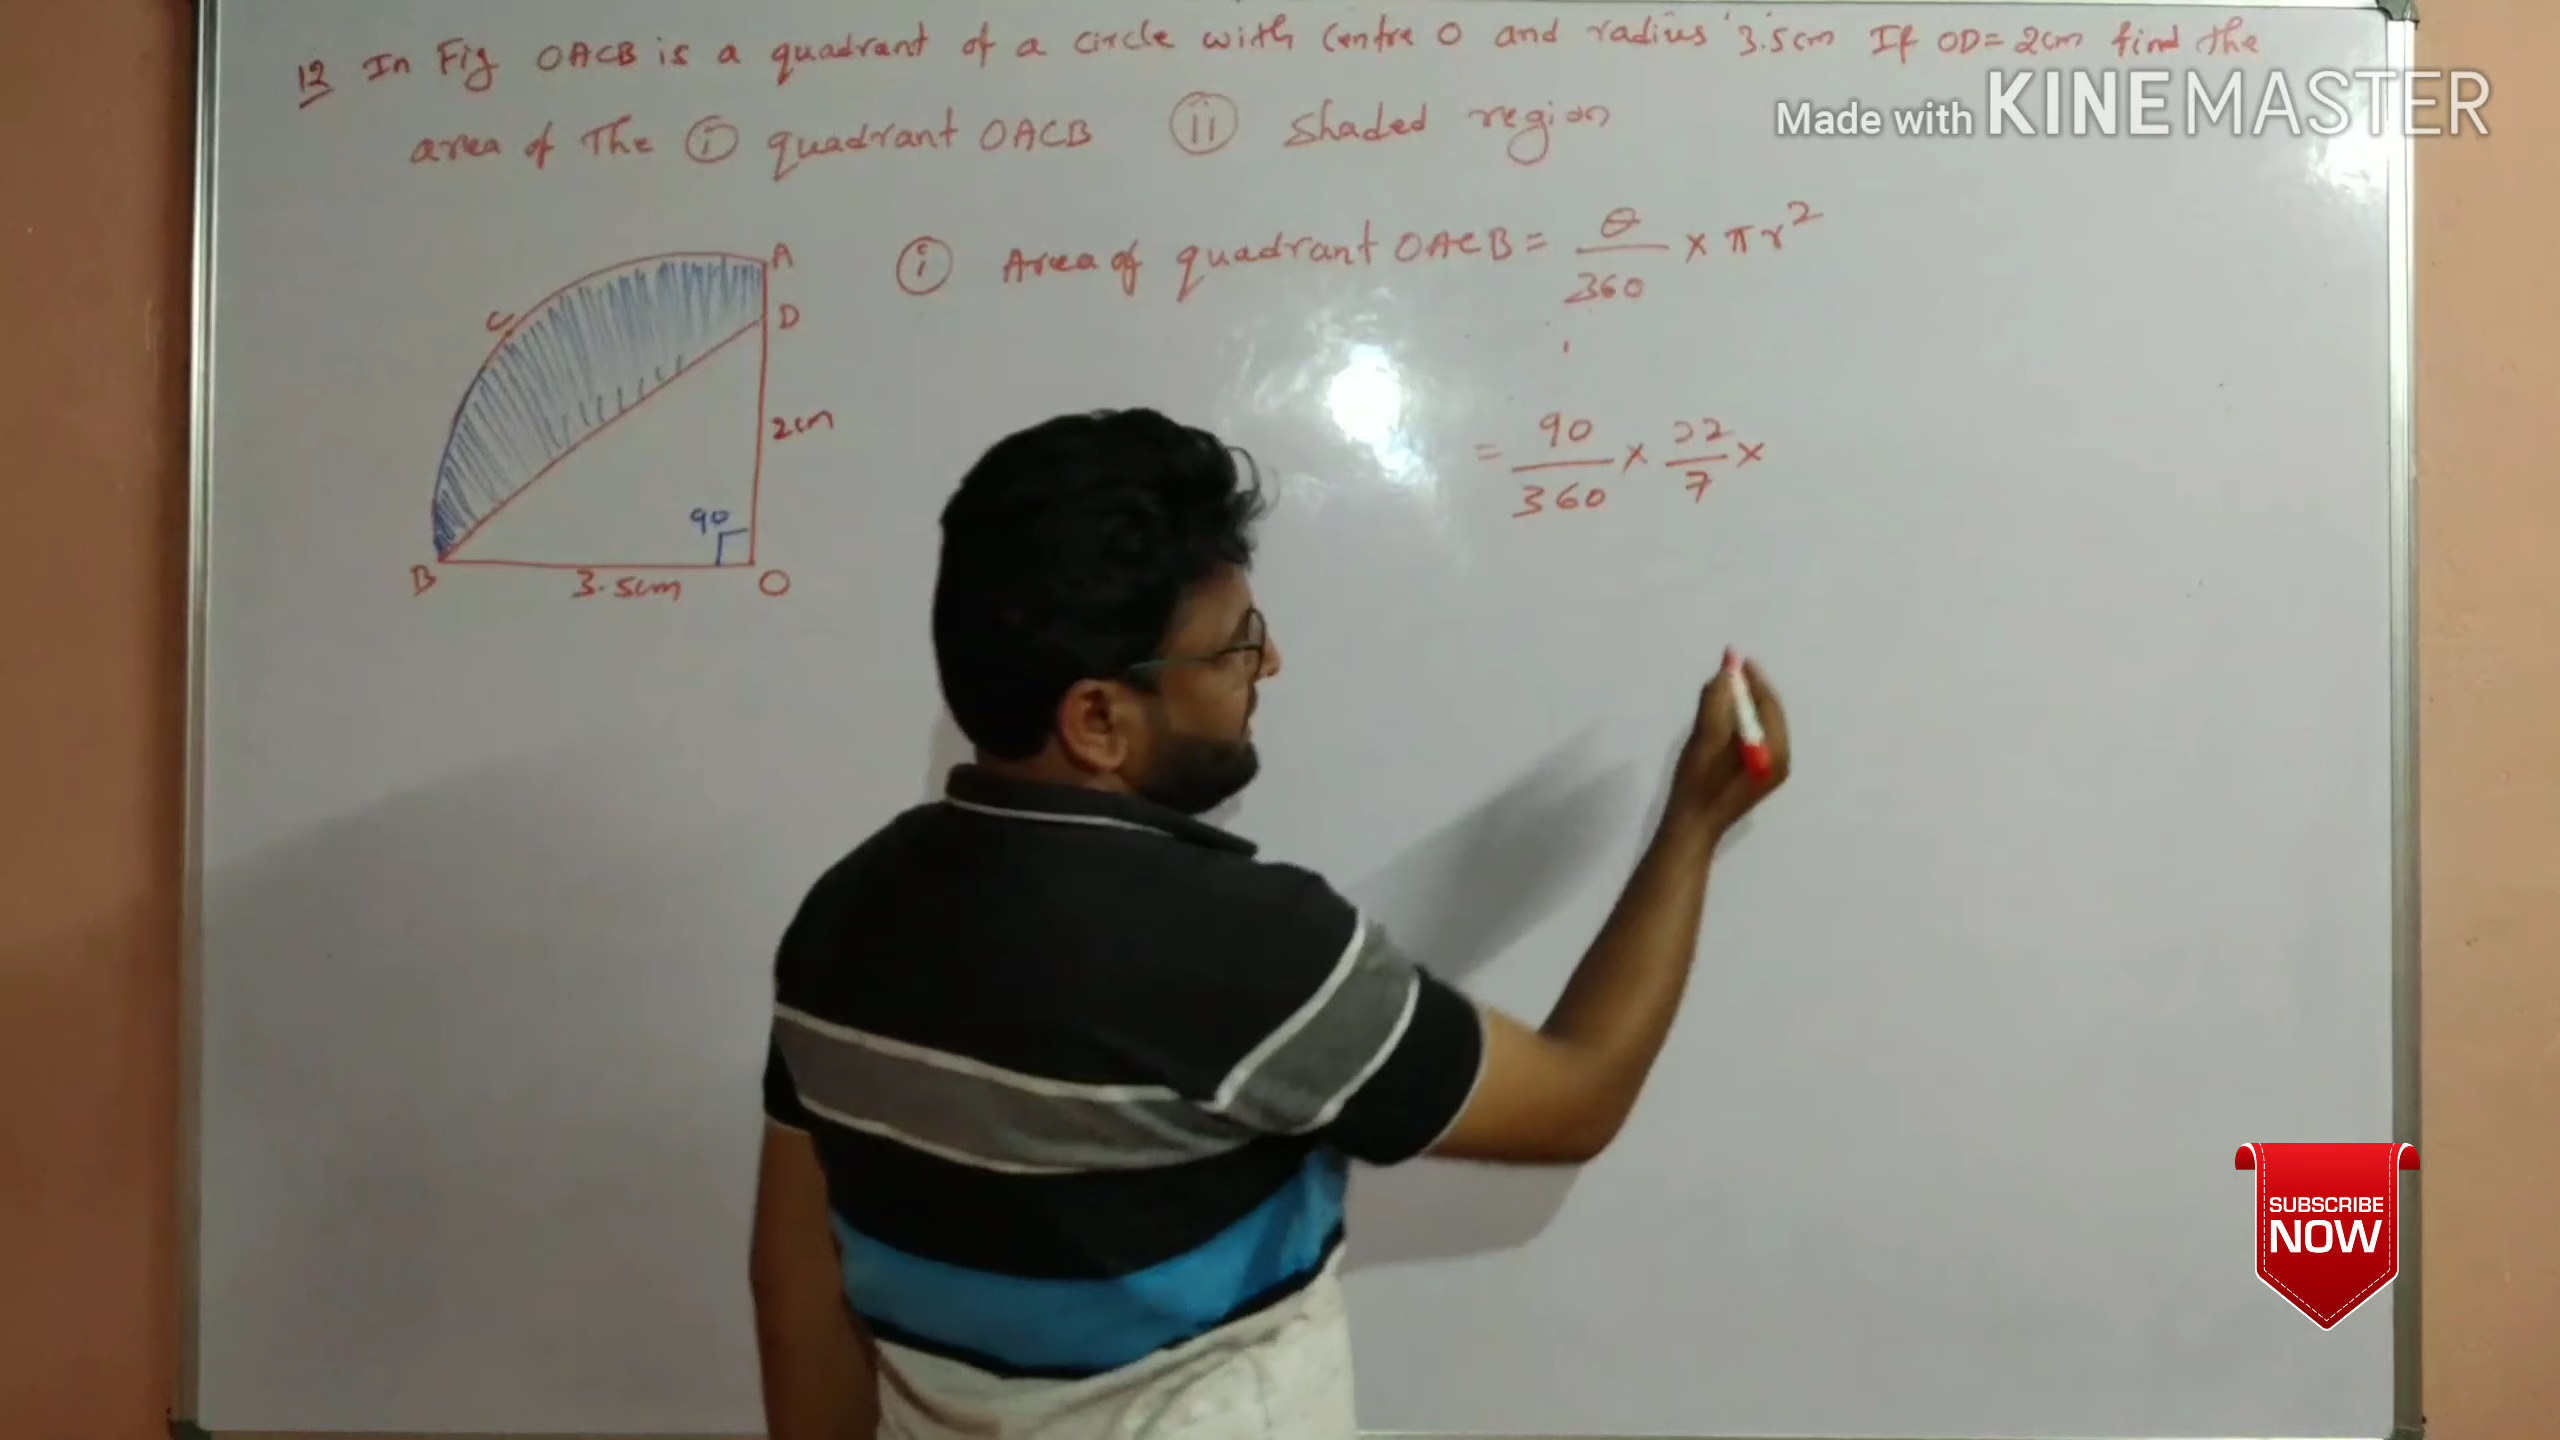 12 In Fig OACB is a quadrant of a circle with Centre O and radius 3.5cm If OD=2cm find the
area of The (i) quadrant OACB (ii) Shaded region
Made with KINEMASTER
(i) Area of quadrant OACB = θ/360 × πr²
= 90/360 × 22/7 ×
A
C
D
2cm
90
B
3.5cm
O
SUBSCRIBE
NOW